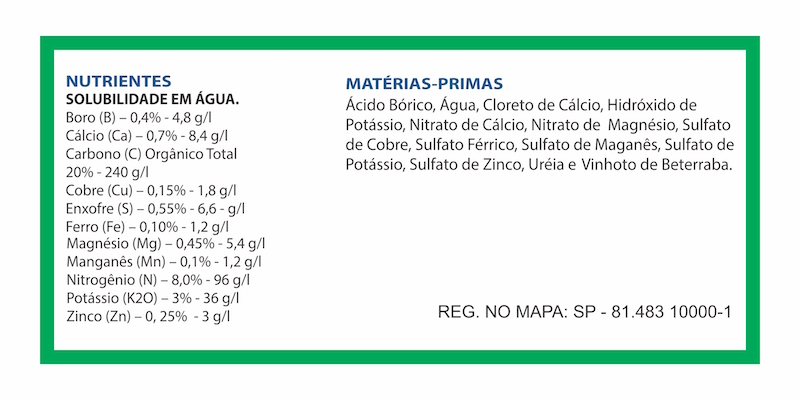 NUTRIENTES
SOLUBILIDADE EM ÁGUA.
Boro (B) – 0,4% - 4,8 g/l
Cálcio (Ca) – 0,7% - 8,4 g/l
Carbono (C) Orgânico Total
20% - 240 g/l
Cobre (Cu) – 0,15% - 1,8 g/l
Enxofre (S) – 0,55% - 6,6 - g/l
Ferro (Fe) – 0,10% - 1,2 g/l
Magnésio (Mg) – 0,45% - 5,4 g/l
Manganês (Mn) – 0,1% - 1,2 g/l
Nitrogênio (N) – 8,0% - 96 g/l
Potássio (K2O) – 3% - 36 g/l
Zinco (Zn) – 0, 25% - 3 g/l
MATÉRIAS-PRIMAS
Ácido Bórico, Água, Cloreto de Cálcio, Hidróxido de
Potássio, Nitrato de Cálcio, Nitrato de Magnésio, Sulfato
de Cobre, Sulfato Férrico, Sulfato de Maganês, Sulfato de
Potássio, Sulfato de Zinco, Uréia e Vinhoto de Beterraba.
REG. NO MAPA: SP - 81.483 10000-1